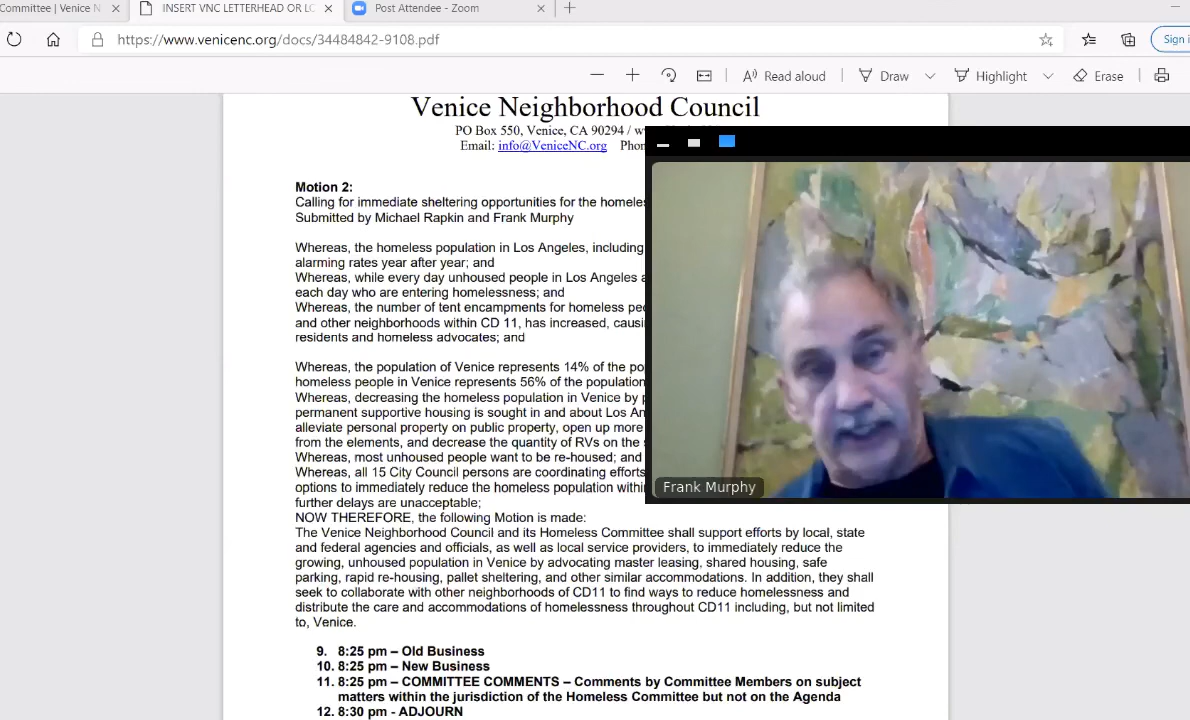 Committee | Venice N
INSERT VNC LETTERHEAD OR LC
Post Attendee - Zoom
https://www.venicenc.org/docs/34484842-9108.pdf
Sign i
Read aloud
Draw
Highlight
Erase
Venice Neighborhood Council
PO Box 550, Venice, CA 90294 /
Email: info@VeniceNC.org Phon
Motion 2:
Calling for immediate sheltering opportunities for the homeles
Submitted by Michael Rapkin and Frank Murphy
Whereas, the homeless population in Los Angeles, including
alarming rates year after year; and
Whereas, while every day unhoused people in Los Angeles a
each day who are entering homelessness; and
Whereas, the number of tent encampments for homeless peo
and other neighborhoods within CD 11, has increased, causi
residents and homeless advocates; and
Whereas, the population of Venice represents 14% of the po
homeless people in Venice represents 56% of the population
Whereas, decreasing the homeless population in Venice by p
permanent supportive housing is sought in and about Los An
alleviate personal property on public property, open up more
from the elements, and decrease the quantity of RVs on the s
Whereas, most unhoused people want to be re-housed; and
Whereas, all 15 City Council persons are coordinating efforts
options to immediately reduce the homeless population within
further delays are unacceptable;
NOW THEREFORE, the following Motion is made:
The Venice Neighborhood Council and its Homeless Committee shall support efforts by local, state
and federal agencies and officials, as well as local service providers, to immediately reduce the
growing, unhoused population in Venice by advocating master leasing, shared housing, safe
parking, rapid re-housing, pallet sheltering, and other similar accommodations. In addition, they shall
seek to collaborate with other neighborhoods of CD11 to find ways to reduce homelessness and
distribute the care and accommodations of homelessness throughout CD11 including, but not limited
to, Venice.
9. 8:25 pm – Old Business
10. 8:25 pm – New Business
11. 8:25 pm – COMMITTEE COMMENTS – Comments by Committee Members on subject
matters within the jurisdiction of the Homeless Committee but not on the Agenda
12. 8:30 pm - ADJOURN
Frank Murphy